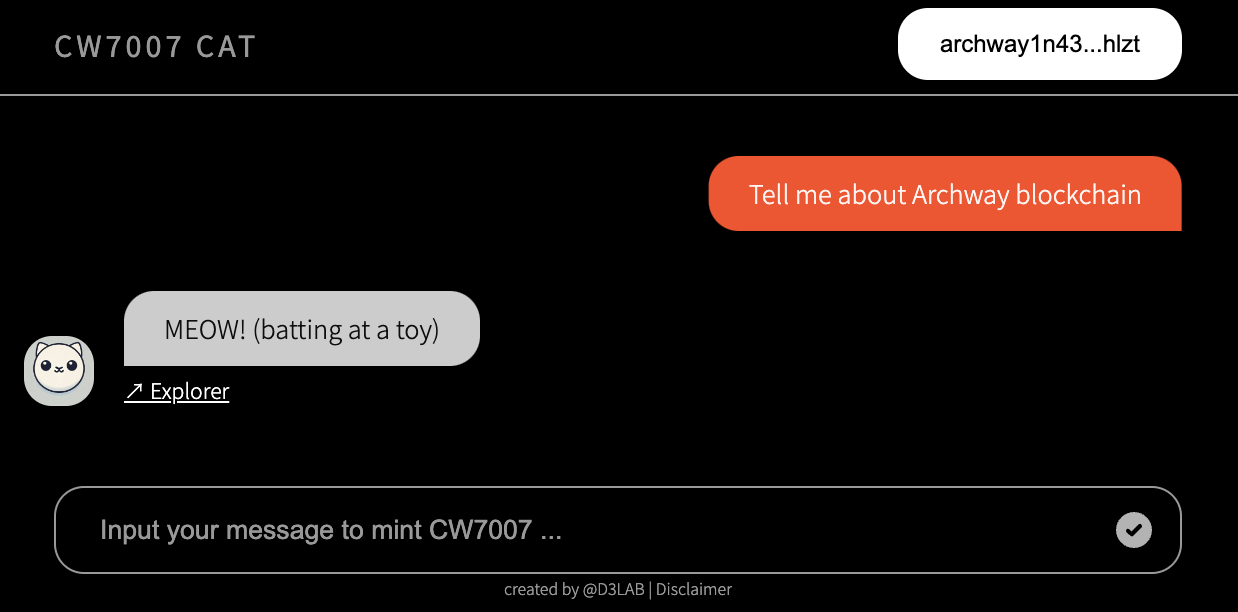 CW7007 CAT
archway1n43...hlzt
Tell me about Archway blockchain
MEOW! (batting at a toy)
↗ Explorer
Input your message to mint CW7007 ...
created by @D3LAB | Disclaimer